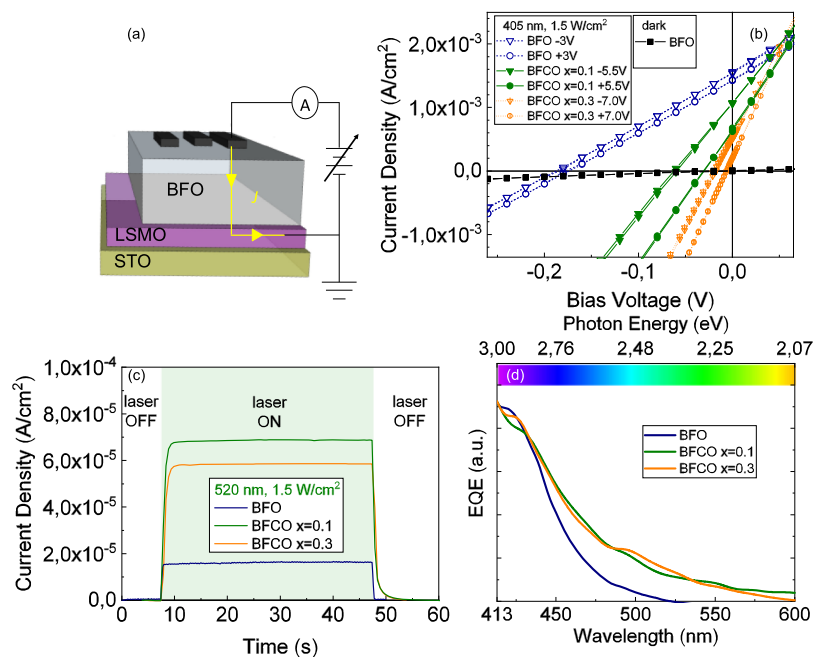 (a)
A
BFO
J
LSMO
STO
(b)
Current Density (A/cm²)
2,0x10⁻³
1,0x10⁻³
0,0
-1,0x10⁻³
405 nm, 1.5 W/cm²
BFO -3V
BFO +3V
BFCO x=0.1 -5.5V
BFCO x=0.1 +5.5V
BFCO x=0.3 -7.0V
BFCO x=0.3 +7.0V
dark
BFO
-0,2 -0,1 0,0
Bias Voltage (V)
(c)
Current Density (A/cm²)
1,0x10⁻⁴
8,0x10⁻⁵
6,0x10⁻⁵
4,0x10⁻⁵
2,0x10⁻⁵
0,0
laser
OFF
laser
ON
laser
OFF
520 nm, 1.5 W/cm²
BFO
BFCO x=0.1
BFCO x=0.3
0 10 20 30 40 50 60
Time (s)
Photon Energy (eV)
3,00 2,76 2,48 2,25 2,07
(d)
EQE (a.u.)
BFO
BFCO x=0.1
BFCO x=0.3
413 450 500 550 600
Wavelength (nm)